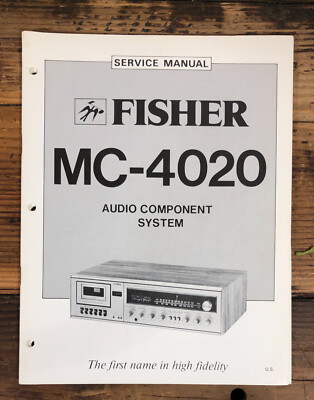 SERVICE MANUAL
FISHER
MC-4020
AUDIO COMPONENT
SYSTEM
The first name in high fidelity
U.S.